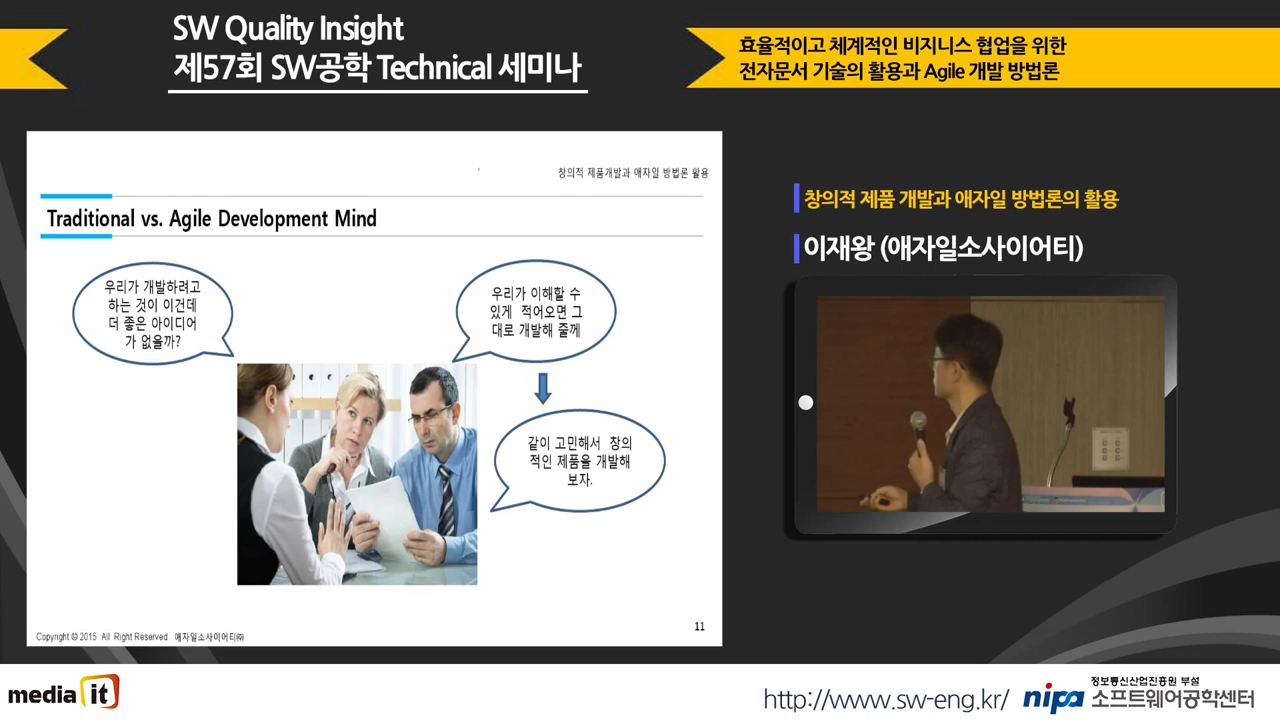 SW Quality Insight
제57회 SW공학 Technical 세미나
효율적이고 체계적인 비지니스 협업을 위한
전자문서 기술의 활용과 Agile 개발 방법론
창의적 제품개발과 애자일 방법론 활용
Traditional vs. Agile Development Mind
우리가 개발하려고
하는 것이 이건데
더 좋은 아이디어
가 없을까?
우리가 이해할 수
있게 적어오면 그
대로 개발해 줄께
같이 고민해서 창의
적인 제품을 개발해
보자.
Copyright © 2015 All Right Reserved 애자일소사이어티㈜
11
창의적 제품 개발과 애자일 방법론의 활용
이재왕 (애자일소사이어티)
media it
http://www.sw-eng.kr/
nipa
정보통신산업진흥원 부설
소프트웨어공학센터